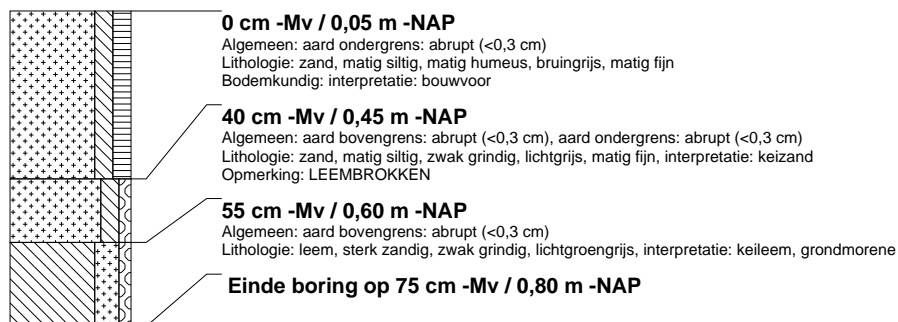 0 cm -Mv / 0,05 m -NAP
Algemeen: aard ondergrens: abrupt (<0,3 cm)
Lithologie: zand, matig siltig, matig humeus, bruingrijs, matig fijn
Bodemkundig: interpretatie: bouwvoor
40 cm -Mv / 0,45 m -NAP
Algemeen: aard bovengrens: abrupt (<0,3 cm), aard ondergrens: abrupt (<0,3 cm)
Lithologie: zand, matig siltig, zwak grindig, lichtgrijs, matig fijn, interpretatie: keizand
Opmerking: LEEMBROKKEN
55 cm -Mv / 0,60 m -NAP
Algemeen: aard bovengrens: abrupt (<0,3 cm)
Lithologie: leem, sterk zandig, zwak grindig, lichtgroengrijs, interpretatie: keileem, grondmorene
Einde boring op 75 cm -Mv / 0,80 m -NAP